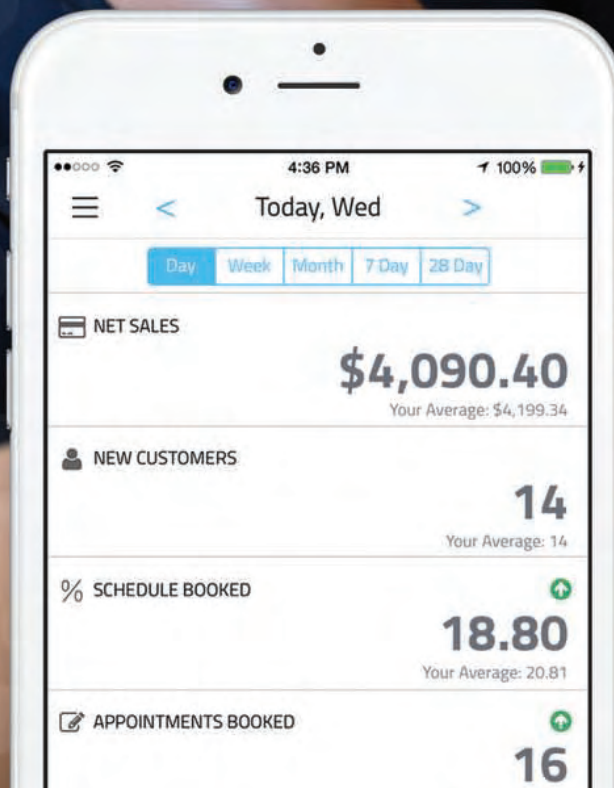 4:36 PM 100%
Today, Wed
Day Week Month 7 Day 28 Day
NET SALES
$4,090.40
Your Average: $4,199.34
NEW CUSTOMERS
14
Your Average: 14
% SCHEDULE BOOKED
18.80
Your Average: 20.81
APPOINTMENTS BOOKED
16